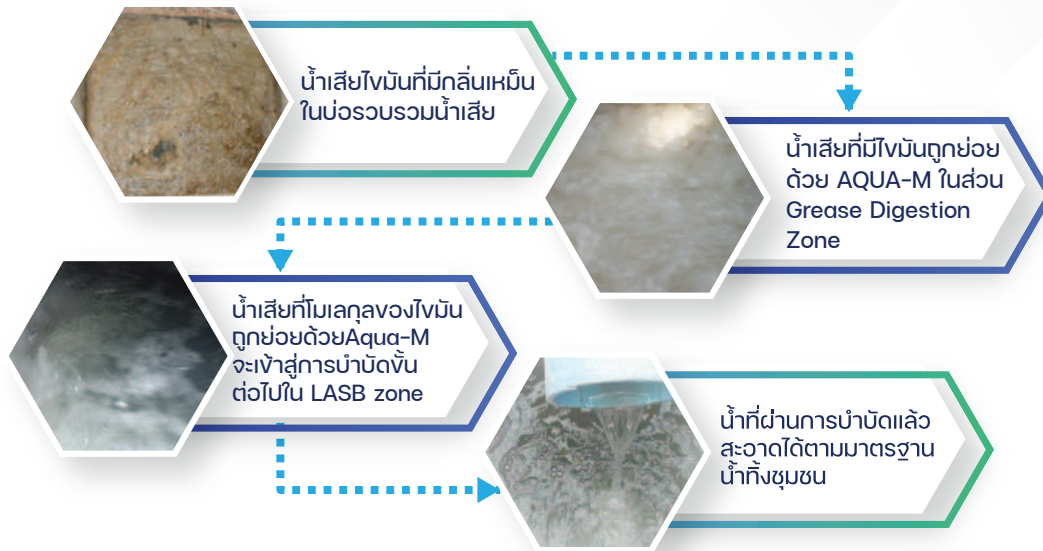 น้ำเสียไขมันที่มีกลิ่นเหม็น
ในบ่อรวบรวมน้ำเสีย
น้ำเสียที่มีไขมันถูกย่อย
ด้วย AQUA-M ในส่วน
Grease Digestion
Zone
น้ำเสียที่โมเลกุลของไขมัน
ถูกย่อยด้วยAqua-M
จะเข้าสู่การบำบัดขั้น
ต่อไปใน LASB zone
น้ำที่ผ่านการบำบัดแล้ว
สะอาดได้ตามมาตรฐาน
น้ำทิ้งชุมชน